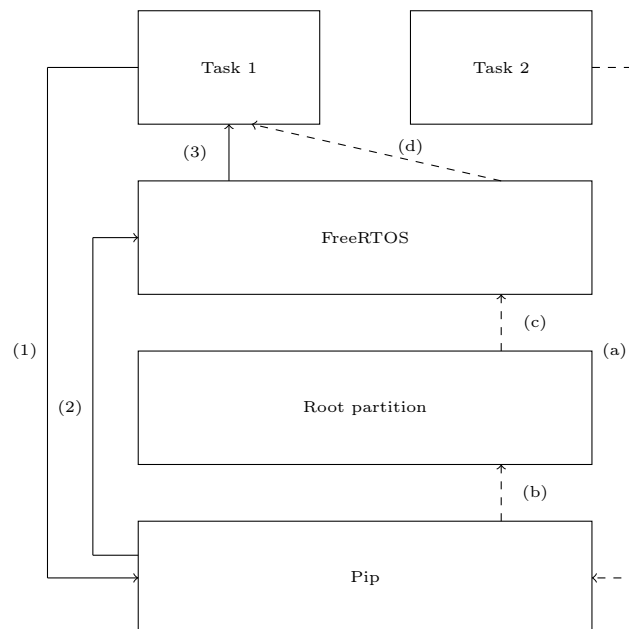 Task 1
Task 2
(3)
(d)
FreeRTOS
(c)
(1)
(a)
(2)
Root partition
(b)
Pip